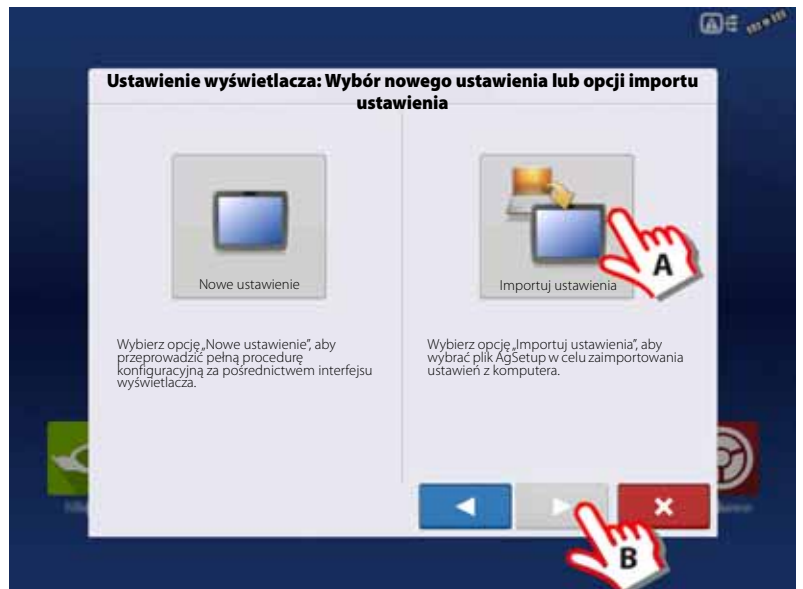 Ustawienie wyświetlacza: Wybór nowego ustawienia lub opcji importu
ustawienia
Nowe ustawienie
Importuj ustawienia
A
Wybierz opcję „Nowe ustawienie”, aby
przeprowadzić pełną procedurę
konfiguracyjną za pośrednictwem interfejsu
wyświetlacza.
Wybierz opcję „Importuj ustawienia”, aby
wybrać plik AgSetup w celu zaimportowania
ustawień z komputera.
B